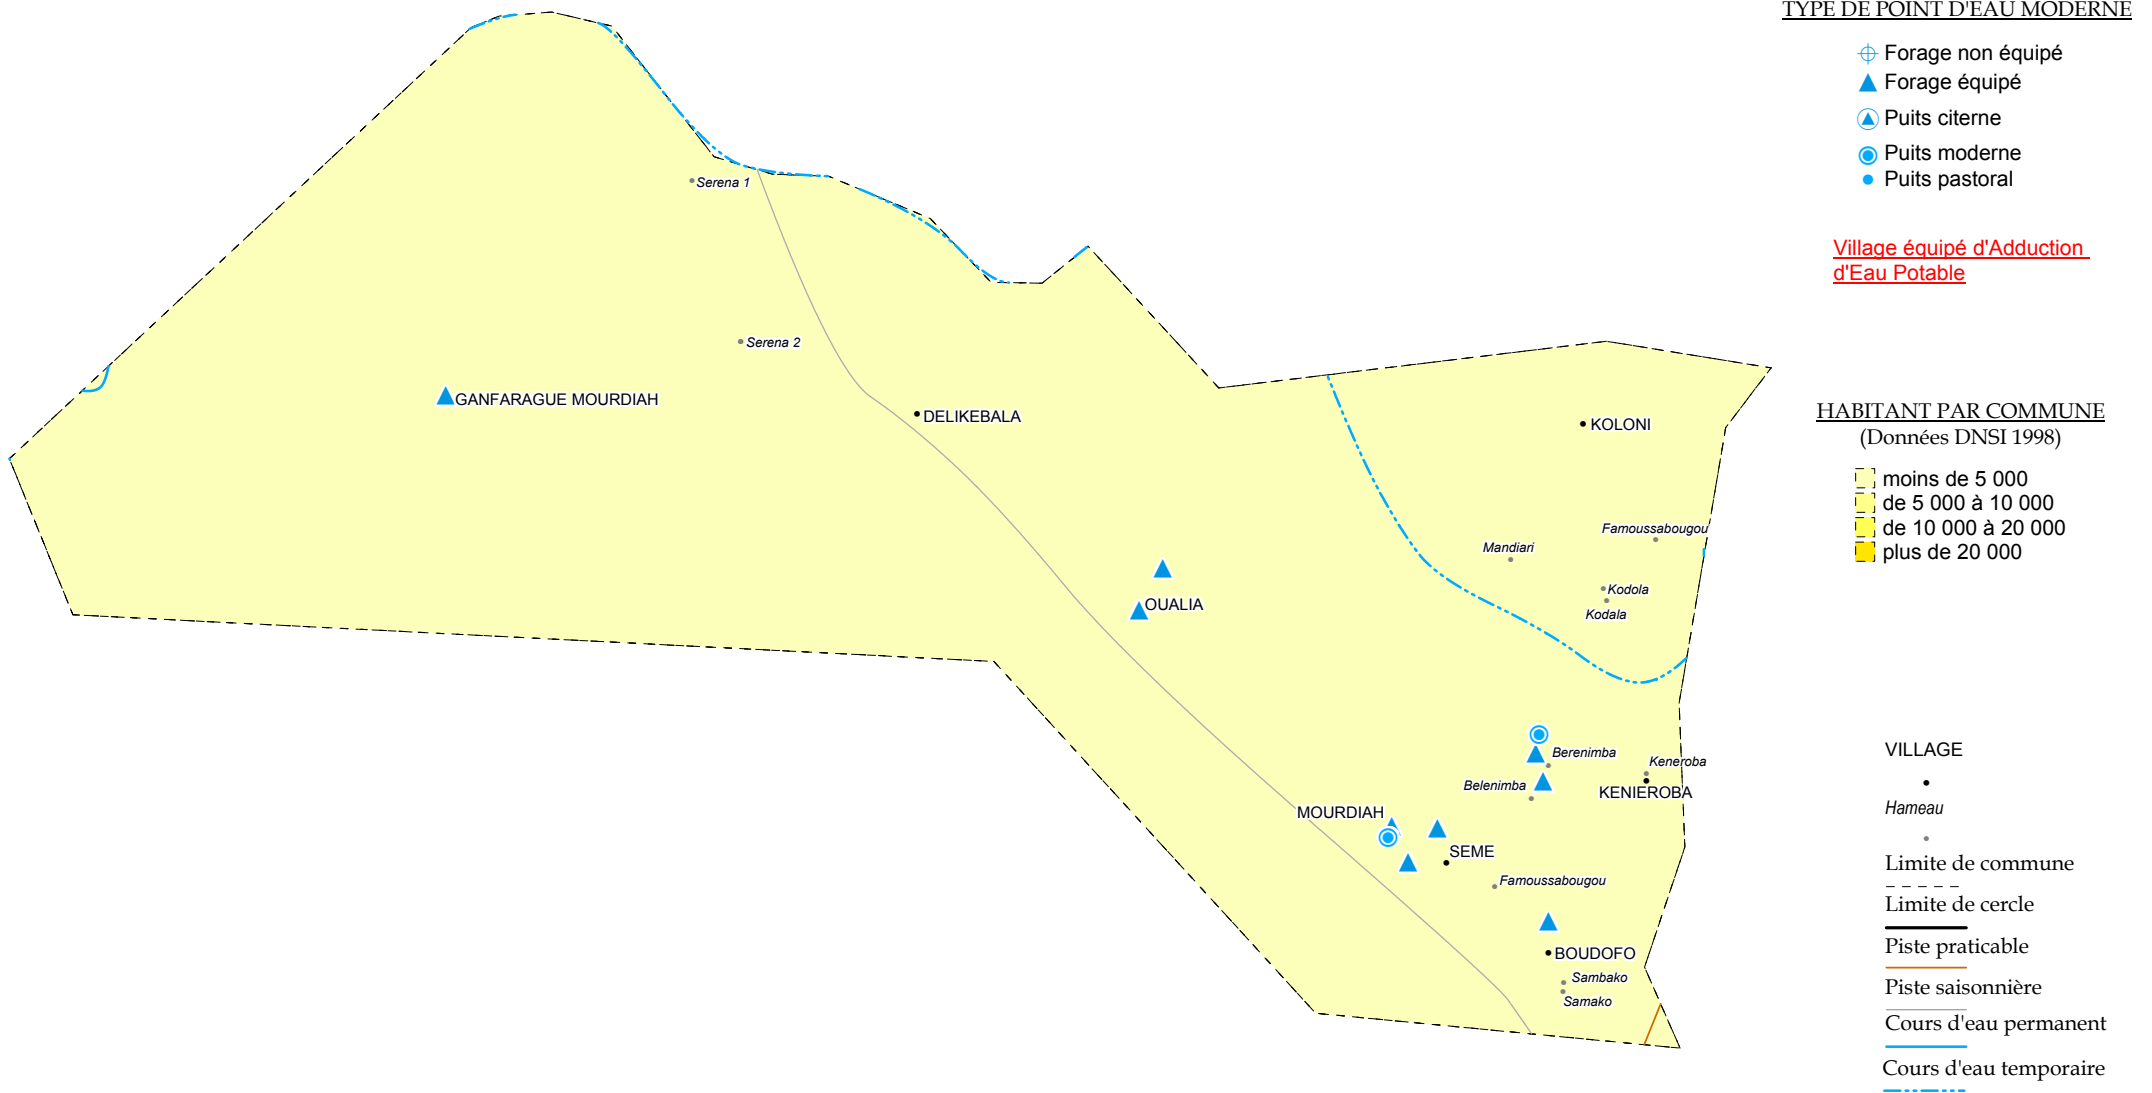 TYPE DE POINT D'EAU MODERNE
Forage non équipé
Forage équipé
Puits citerne
Puits moderne
Puits pastoral
Village équipé d'Adduction
d'Eau Potable
HABITANT PAR COMMUNE
(Données DNSI 1998)
moins de 5 000
de 5 000 à 10 000
de 10 000 à 20 000
plus de 20 000
VILLAGE
Hameau
Limite de commune
Limite de cercle
Piste praticable
Piste saisonnière
Cours d'eau permanent
Cours d'eau temporaire
Serena 1
Serena 2
GANFARAGUE MOURDIAH
DELIKEBALA
KOLONI
Famoussabougou
Mandiari
Kodola
Kodala
OUALIA
Berenimba
Keneroba
Belenimba
KENIEROBA
MOURDIAH
SEME
Famoussabougou
BOUDOFO
Sambako
Samako